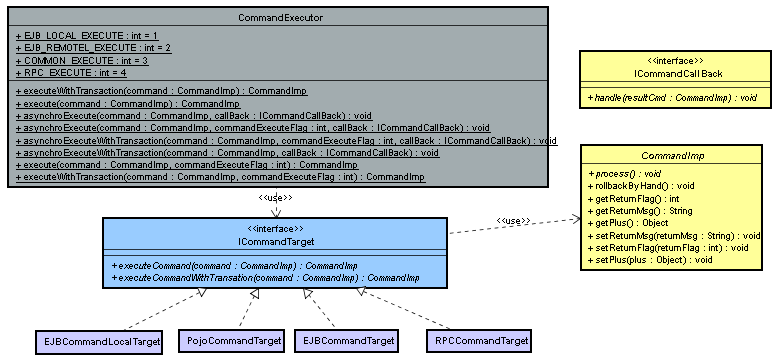 CommandExecutor
+ EJB_LOCAL_EXECUTE : int = 1
+ EJB_REMOTEL_EXECUTE : int = 2
+ COMMON_EXECUTE : int = 3
+ RPC_EXECUTE : int = 4
+ executeWithTransaction(command : CommandImp) : CommandImp
+ execute(command : CommandImp) : CommandImp
+ asynchroExecute(command : CommandImp, callBack : ICommandCallBack) : void
+ asynchroExecute(command : CommandImp, commandExecuteFlag : int, callBack : ICommandCallBack) : void
+ asynchroExecuteWithTransaction(command : CommandImp, commandExecuteFlag : int, callBack : ICommandCallBack) : void
+ asynchroExecuteWithTransaction(command : CommandImp, callBack : ICommandCallBack) : void
+ execute(command : CommandImp, commandExecuteFlag : int) : CommandImp
+ executeWithTransaction(command : CommandImp, commandExecuteFlag : int) : CommandImp
<<interface>>
ICommandCallBack
+ handle(resultCmd : CommandImp) : void
CommandImp
+ process() : void
+ rollbackByHand() : void
+ getReturnFlag() : int
+ getReturnMsg() : String
+ getPlus() : Object
+ setReturnMsg(returnMsg : String) : void
+ setReturnFlag(returnFlag : int) : void
+ setPlus(plus : Object) : void
<<use>>
<<use>>
<<interface>>
ICommandTarget
+ executeCommand(command : CommandImp) : CommandImp
+ executeCommandWithTransation(command : CommandImp) : CommandImp
EJBCommandLocalTarget
PojoCommandTarget
EJBCommandTarget
RPCCommandTarget